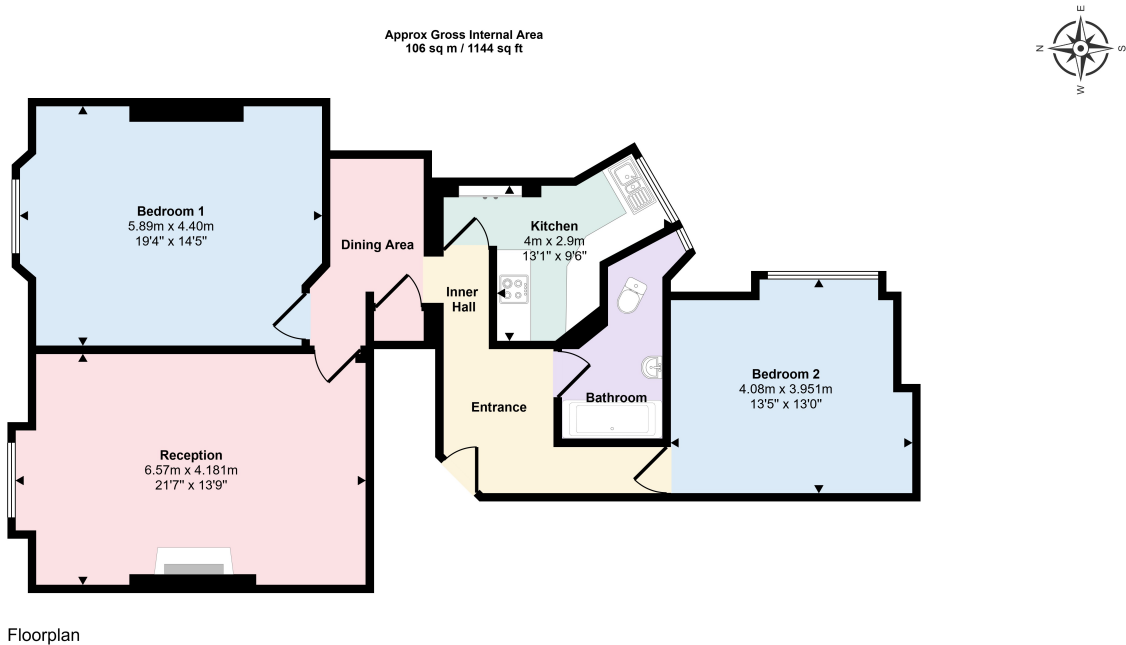 Approx Gross Internal Area
106 sq m / 1144 sq ft
E
N
S
W
Bedroom 1
5.89m x 4.40m
19'4" x 14'5"
Dining Area
Kitchen
4m x 2.9m
13'1" x 9'6"
Inner
Hall
Bedroom 2
4.08m x 3.951m
13'5" x 13'0"
Bathroom
Entrance
Reception
6.57m x 4.181m
21'7" x 13'9"
Floorplan